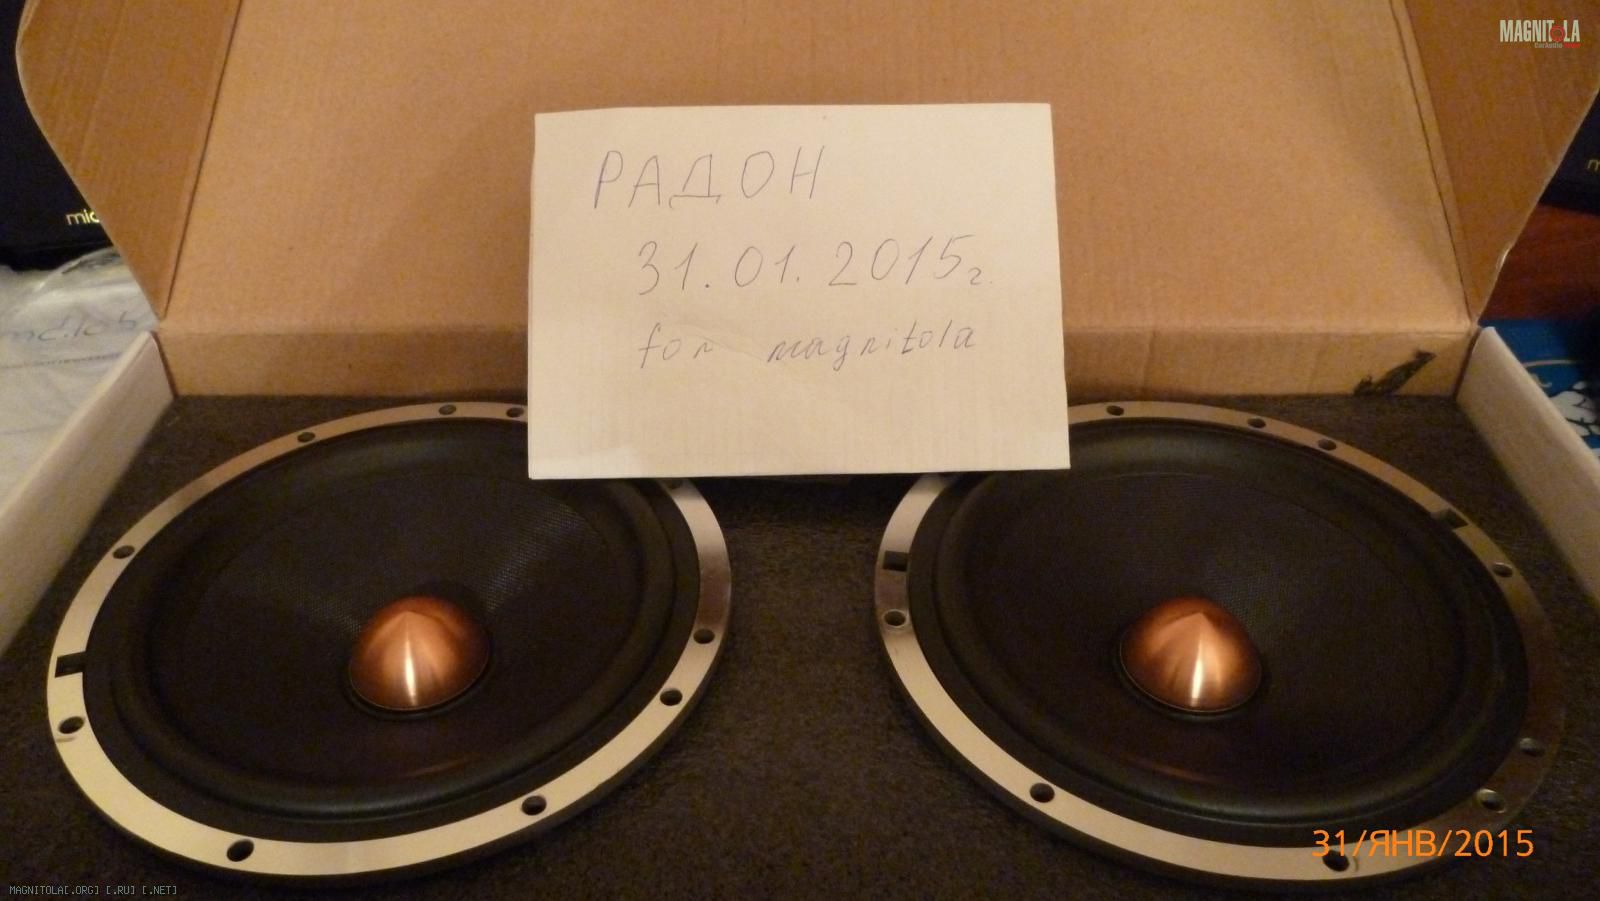 MAGNITOLA
РАДОН
31.01.2015г.
for magnitola
31/ЯНВ/2015
MAGNITOLA[.ORG] [.RU] [.NET]